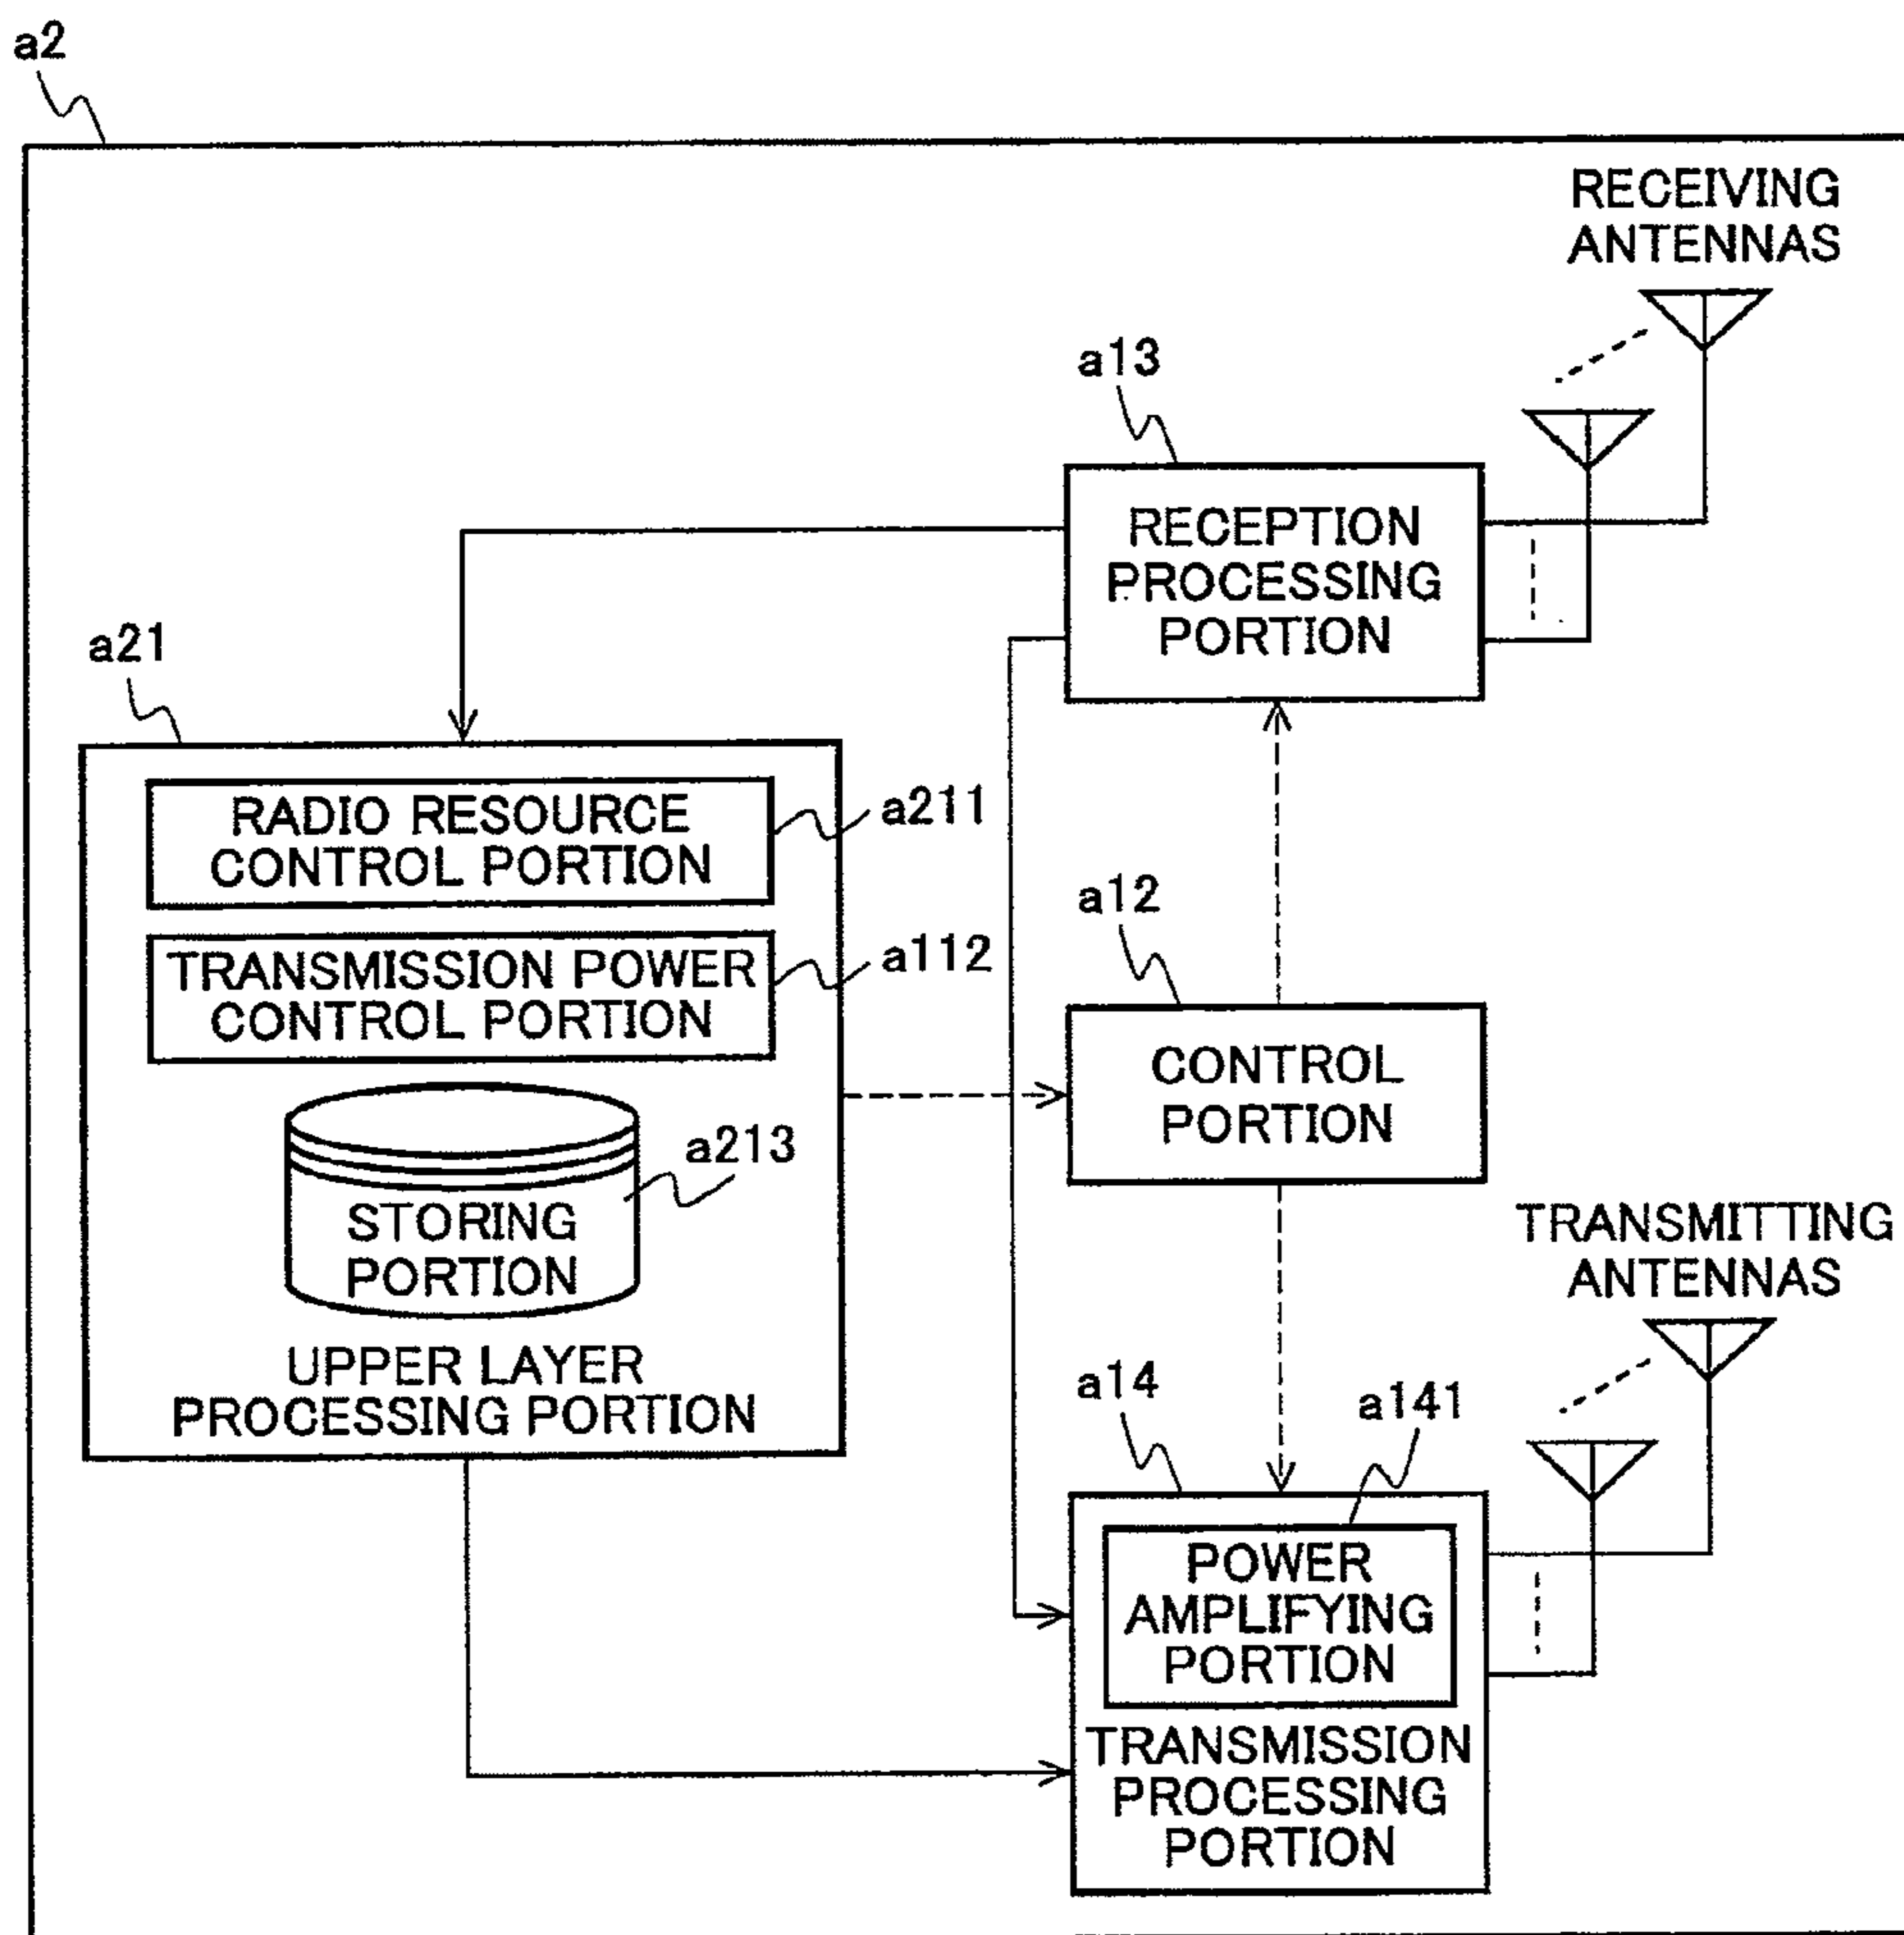 a2
RECEIVING
ANTENNAS
a13
RECEPTION
PROCESSING
PORTION
a21
RADIO RESOURCE
CONTROL PORTION
a211
TRANSMISSION POWER
CONTROL PORTION
a112
a12
CONTROL
PORTION
STORING
PORTION
a213
UPPER LAYER
PROCESSING PORTION
TRANSMITTING
ANTENNAS
a14
a141
POWER
AMPLIFYING
PORTION
TRANSMISSION
PROCESSING
PORTION